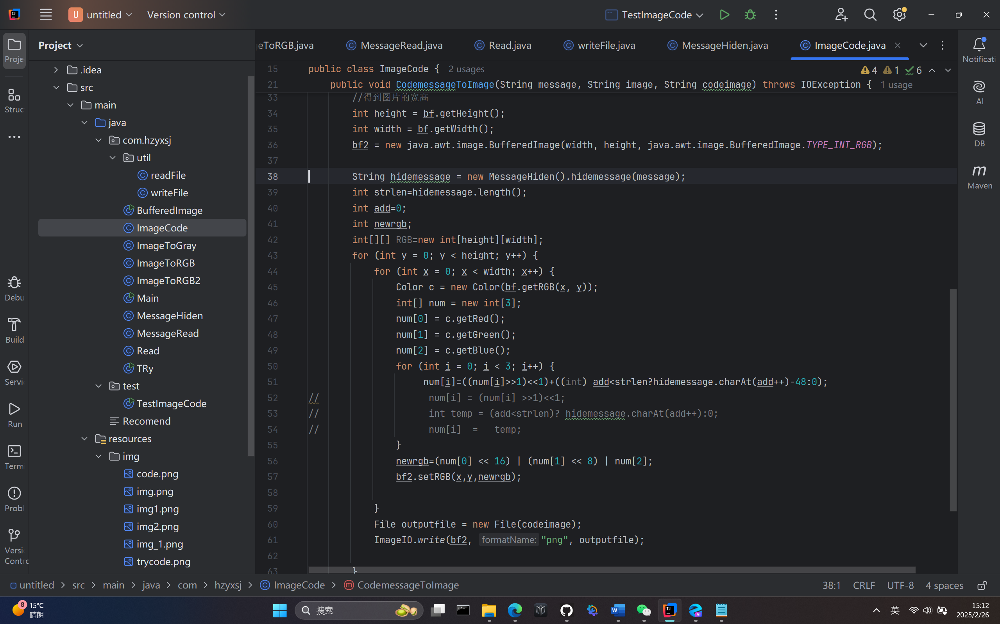 U untitled Version control TestImageCode
Project
eToRGB.java MessageRead.java Read.java writeFile.java MessageHiden.java ImageCode.java
Proje
Struc
Debu
Build
Servi
Run
Term
Probl
Versi
Contr
.idea
src
main
java
com.hzyxsj
util
readFile
writeFile
BufferedImage
ImageCode
ImageToGray
ImageToRGB
ImageToRGB2
Main
MessageHiden
MessageRead
Read
TRy
test
TestImageCode
Recomend
resources
img
code.png
img.png
img1.png
img2.png
img_1.png
trycode.png
15 public class ImageCode { 2 usages
4 1 6
21 public void CodemessageToImage(String message, String image, String codeimage) throws IOException { 1 usage
33 //得到图片的宽高
34 int height = bf.getHeight();
35 int width = bf.getWidth();
36 bf2 = new java.awt.image.BufferedImage(width, height, java.awt.image.BufferedImage.TYPE_INT_RGB);
37
38 String hidemessage = new MessageHiden().hidemessage(message);
39 int strlen=hidemessage.length();
40 int add=0;
41 int newrgb;
42 int[][] RGB=new int[height][width];
43 for (int y = 0; y < height; y++) {
44 for (int x = 0; x < width; x++) {
45 Color c = new Color(bf.getRGB(x, y));
46 int[] num = new int[3];
47 num[0] = c.getRed();
48 num[1] = c.getGreen();
49 num[2] = c.getBlue();
50 for (int i = 0; i < 3; i++) {
51 num[i]=((num[i]>>1)<<1)+((int) add<strlen?hidemessage.charAt(add++)-48:0);
52 // num[i] = (num[i] >>1)<<1;
53 // int temp = (add<strlen)? hidemessage.charAt(add++):0;
54 // num[i] = temp;
55 }
56 newrgb=(num[0] << 16) | (num[1] << 8) | num[2];
57 bf2.setRGB(x,y,newrgb);
58
59 }
60 File outputfile = new File(codeimage);
61 ImageIO.write(bf2, formatName: "png", outputfile);
62
63 }
Notificati
AI
DB
m
Maven
untitled > src > main > java > com > hzyxsj > ImageCode > CodemessageToImage
38:1 CRLF UTF-8 4 spaces
8 15°C
晴朗
搜索
英
15:12
2025/2/26